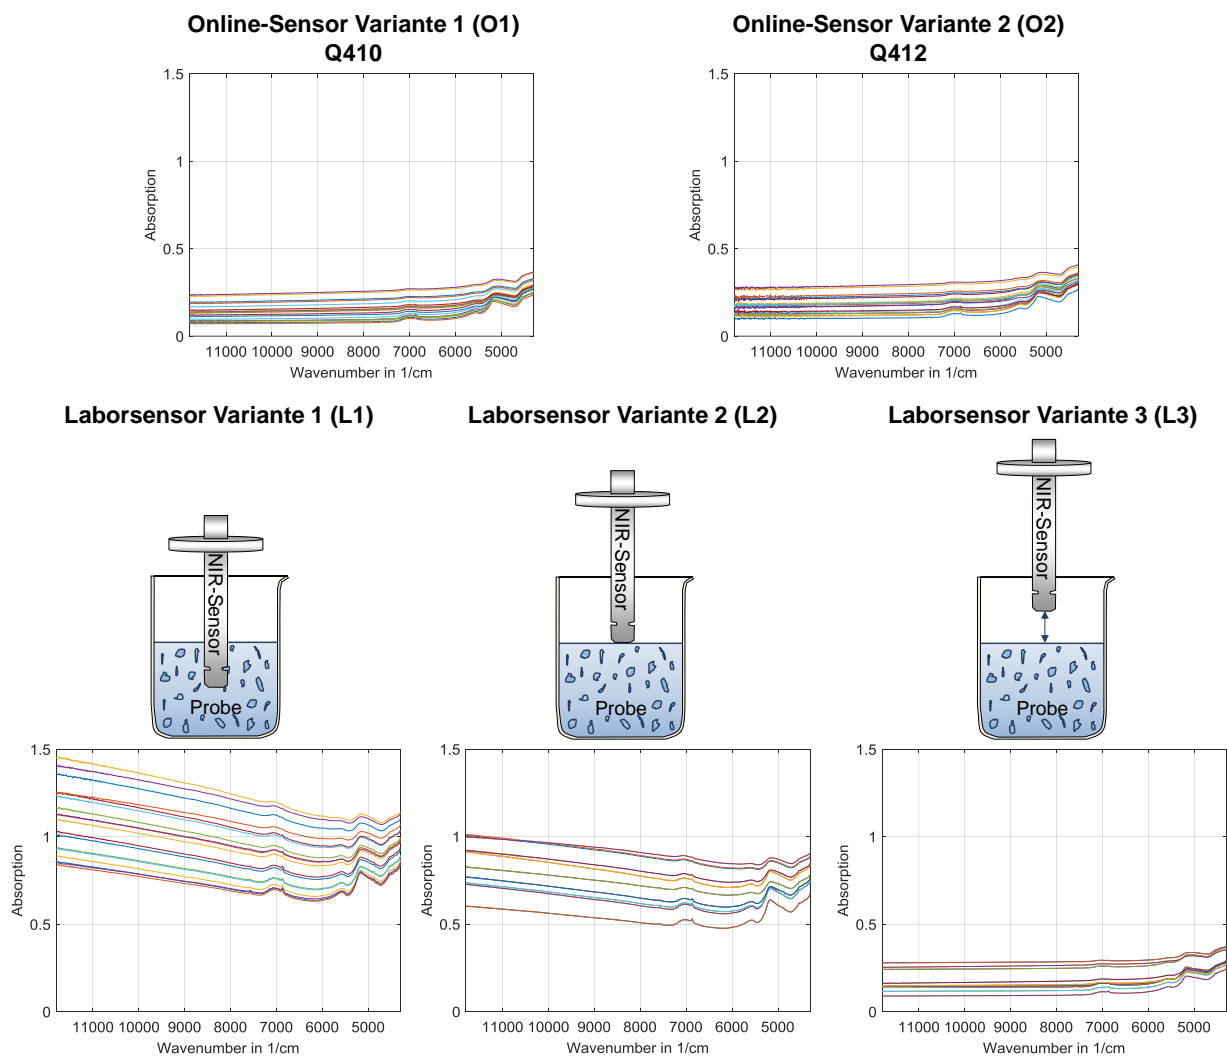 Online-Sensor Variante 1 (O1)
Q410
Online-Sensor Variante 2 (O2)
Q412
1.5
1
0.5
0
Absorption
11000 10000 9000 8000 7000 6000 5000
Wavenumber in 1/cm
1.5
1
0.5
0
Absorption
11000 10000 9000 8000 7000 6000 5000
Wavenumber in 1/cm
Laborsensor Variante 1 (L1)
Laborsensor Variante 2 (L2)
Laborsensor Variante 3 (L3)
NIR-Sensor
Probe
NIR-Sensor
Probe
NIR-Sensor
Probe
1.5
1
0.5
0
Absorption
11000 10000 9000 8000 7000 6000 5000
Wavenumber in 1/cm
1.5
1
0.5
0
Absorption
11000 10000 9000 8000 7000 6000 5000
Wavenumber in 1/cm
1.5
1
0.5
0
Absorption
11000 10000 9000 8000 7000 6000 5000
Wavenumber in 1/cm